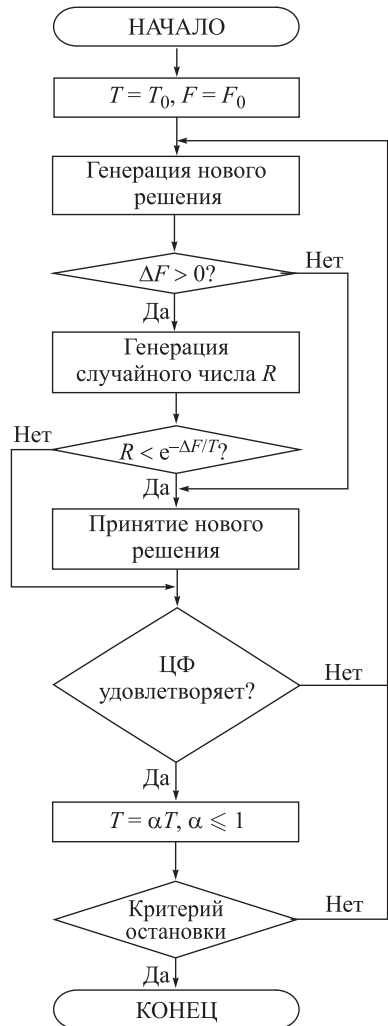 НАЧАЛО
T = T₀, F = F₀
Генерация нового
решения
ΔF > 0?
Нет
Да
Генерация
случайного числа R
Нет
R < e^{–ΔF/T}?
Да
Принятие нового
решения
ЦФ
удовлетворяет?
Нет
Да
T = αT, α ⩽ 1
Критерий
остановки
Нет
Да
КОНЕЦ